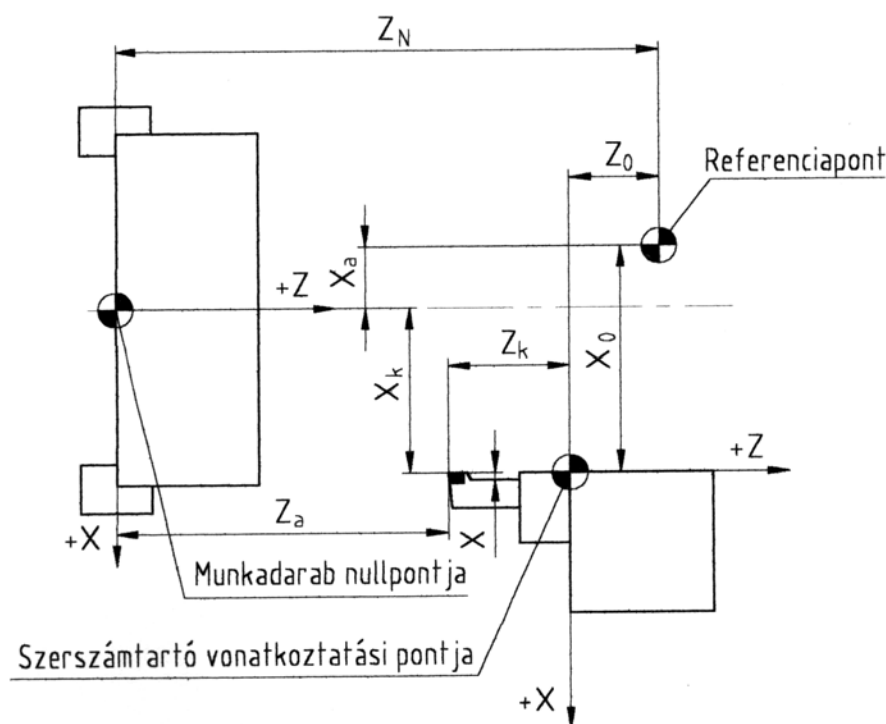 Z_N
Z_0
Referenciapont
X_a
+Z
Z_k
X_k
X_0
+Z
Z_a
X
+X
Munkadarab nullpontja
Szerszámtartó vonatkoztatási pontja
+X